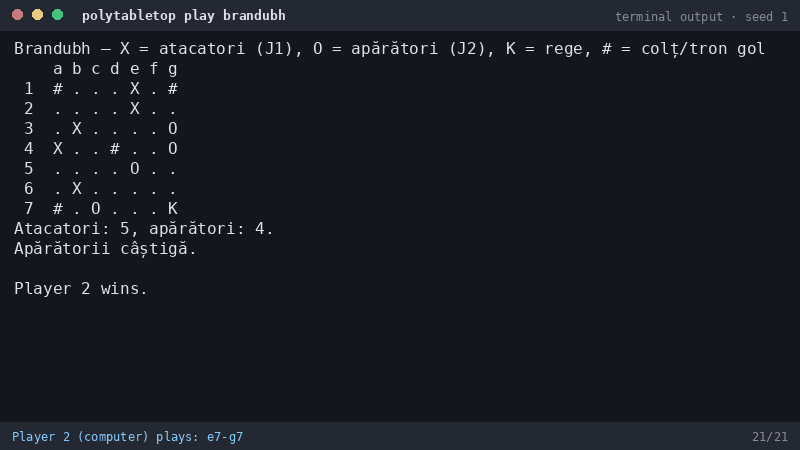 polytabletop play brandubh
terminal output · seed 1
Brandubh — X = atacatori (J1), O = apărători (J2), K = rege, # = colț/tron gol
a b c d e f g
1 # . . . X . #
2 . . . . X . .
3 . X . . . . O
4 X . . # . . O
5 . . . . O . .
6 . X . . . . .
7 # . O . . . K
Atacatori: 5, apărători: 4.
Apărătorii câștigă.
Player 2 wins.
Player 2 (computer) plays: e7-g7
21/21